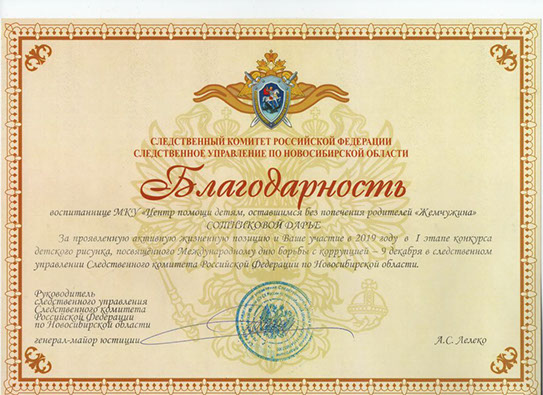 СЛЕДСТВЕННЫЙ КОМИТЕТ РОССИЙСКОЙ ФЕДЕРАЦИИ
СЛЕДСТВЕННОЕ УПРАВЛЕНИЕ ПО НОВОСИБИРСКОЙ ОБЛАСТИ
Благодарность
воспитаннице МКУ «Центр помощи детям, оставшимся без попечения родителей «Жемчужина»
СОТНИКОВОЙ ДАРЬЕ
За проявленную активную жизненную позицию и Ваше участие в 2019 году в I этапе конкурса
детского рисунка, посвящённого Международному дню борьбы с коррупцией – 9 декабря в следственном
управлении Следственного комитета Российской Федерации по Новосибирской области.
Руководитель
следственного управления
Следственного комитета
Российской Федерации
по Новосибирской области
генерал-майор юстиции
А.С. Лелеко